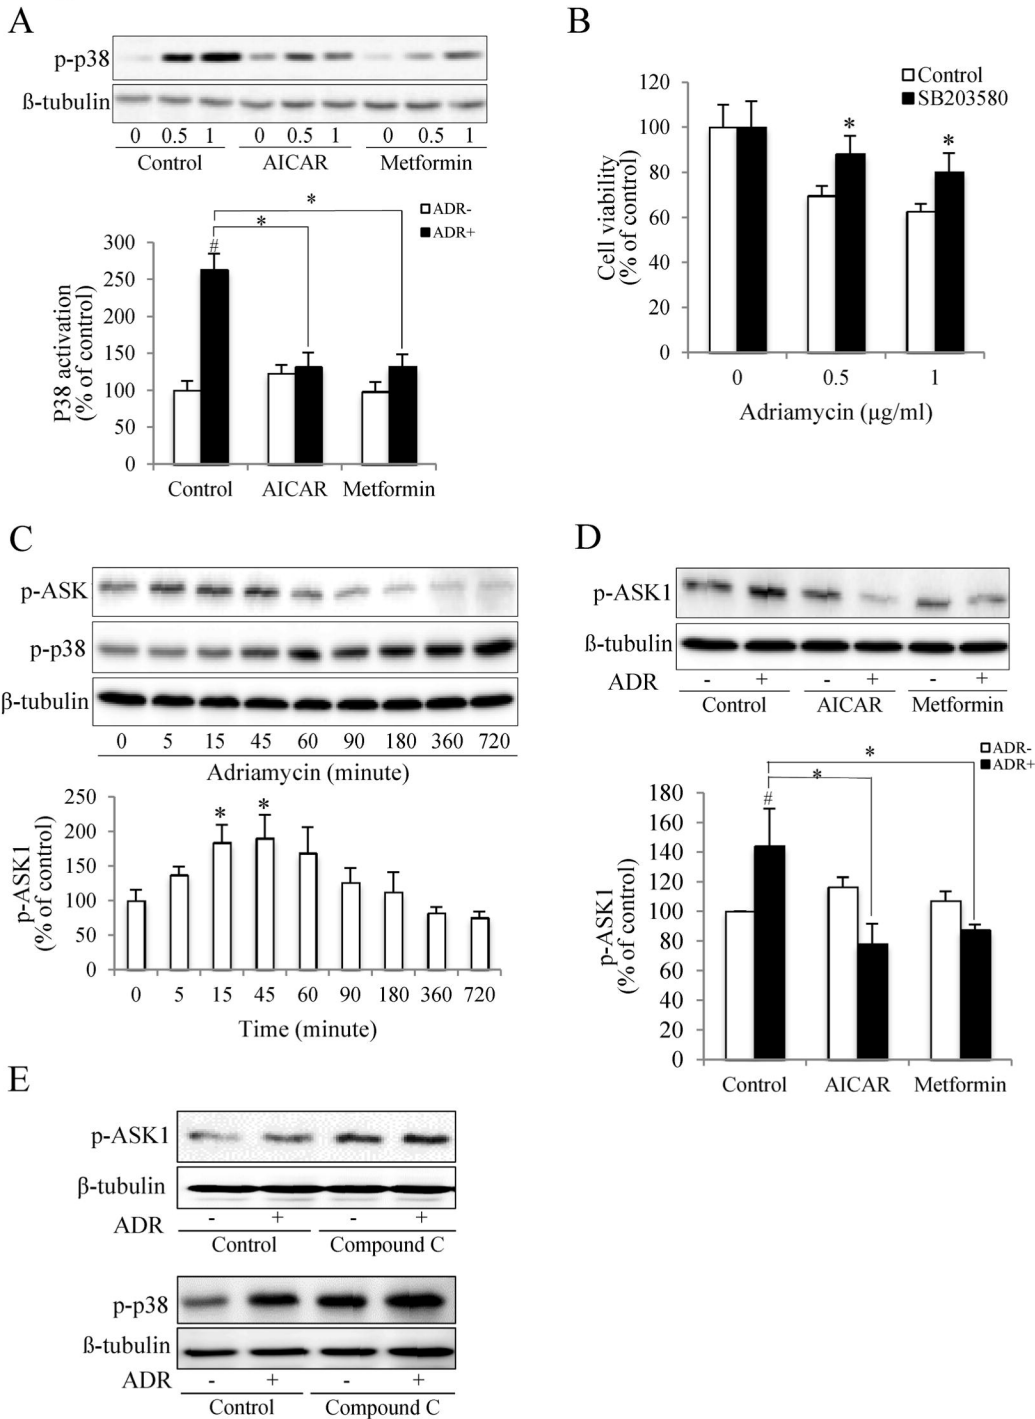 A
p-p38
ß-tubulin
0 0.5 1 0 0.5 1 0 0.5 1
Control AICAR Metformin
ADR-
ADR+
* *
#
300
250
200
150
100
50
0
P38 activation
(% of control)
Control AICAR Metformin
B
Control
SB203580
120
100
80
60
40
20
0
Cell viability
(% of control)
* *
0 0.5 1
Adriamycin (μg/ml)
C
p-ASK
p-p38
β-tubulin
0 5 15 45 60 90 180 360 720
Adriamycin (minute)
250
200
150
100
50
0
p-ASK1
(% of control)
* *
0 5 15 45 60 90 180 360 720
Time (minute)
D
p-ASK1
ß-tubulin
ADR - + - + - +
Control AICAR Metformin
ADR-
ADR+
* *
#
180
160
140
120
100
80
60
40
20
0
p-ASK1
(% of control)
Control AICAR Metformin
E
p-ASK1
β-tubulin
ADR - + - +
Control Compound C
p-p38
ß-tubulin
ADR - + - +
Control Compound C